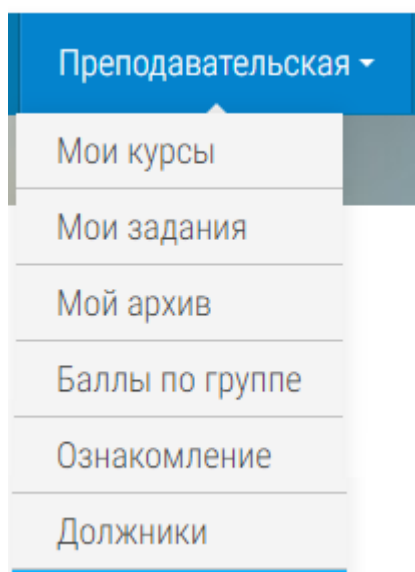 Преподавательская
Мои курсы
Мои задания
Мой архив
Баллы по группе
Ознакомление
Должники